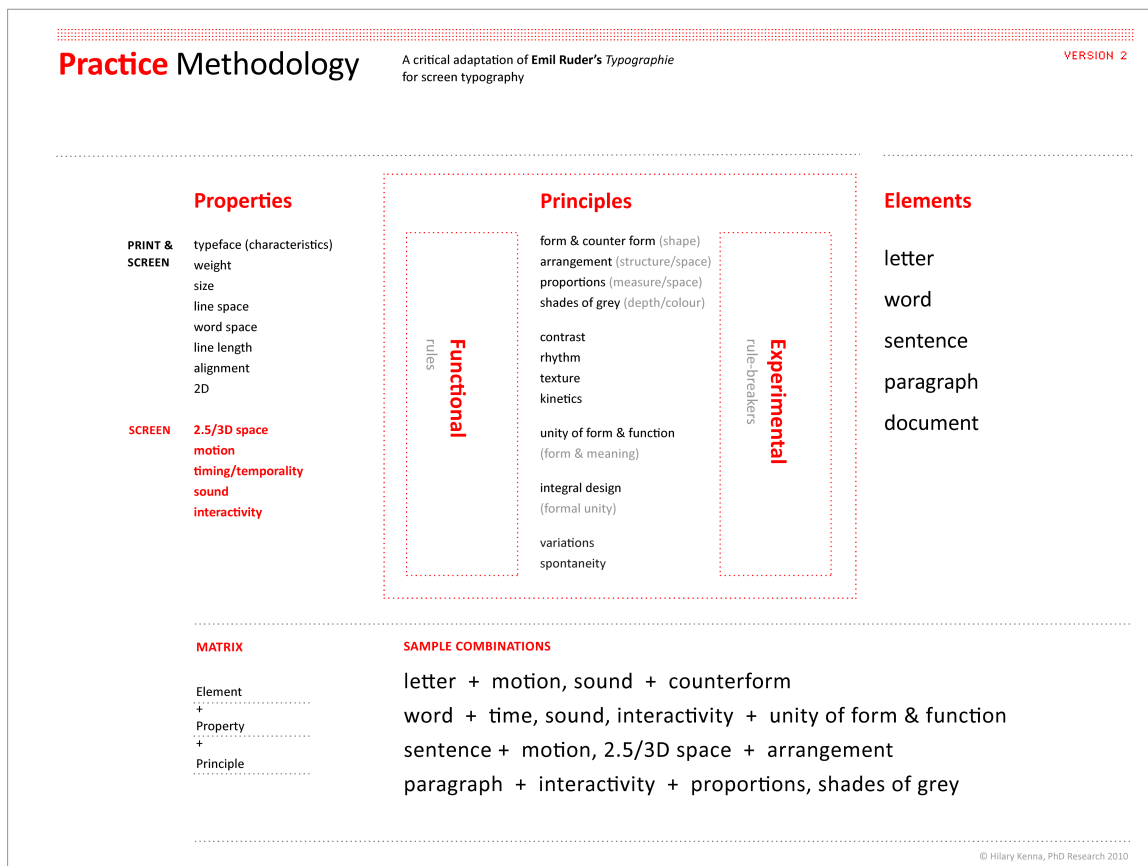 Practice Methodology
A critical adaptation of Emil Ruder's Typographie
for screen typography
VERSION 2
Properties
PRINT &
SCREEN
typeface (characteristics)
weight
size
line space
word space
line length
alignment
2D
SCREEN
2.5/3D space
motion
timing/temporality
sound
interactivity
Functional
rules
Principles
form & counter form (shape)
arrangement (structure/space)
proportions (measure/space)
shades of grey (depth/colour)
contrast
rhythm
texture
kinetics
unity of form & function
(form & meaning)
integral design
(formal unity)
variations
spontaneity
Experimental
rule-breakers
Elements
letter
word
sentence
paragraph
document
MATRIX
Element
+
Property
+
Principle
SAMPLE COMBINATIONS
letter + motion, sound + counterform
word + time, sound, interactivity + unity of form & function
sentence + motion, 2.5/3D space + arrangement
paragraph + interactivity + proportions, shades of grey
© Hilary Kenna, PhD Research 2010